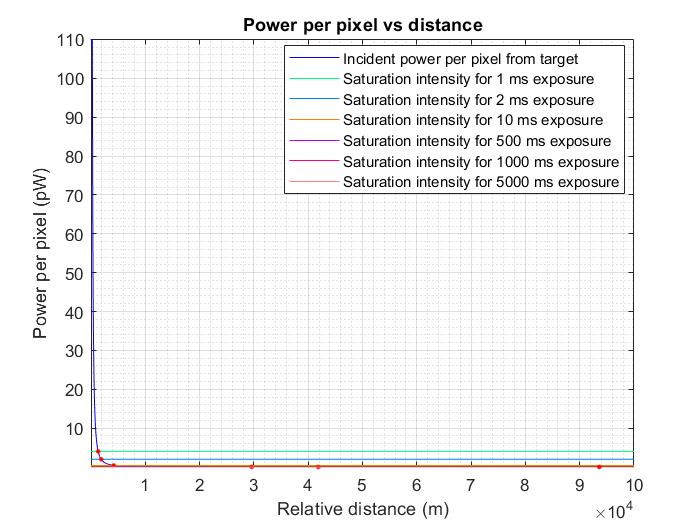 Power per pixel vs distance
110
100
90
80
70
60
50
40
30
20
10
Power per pixel (pW)
Incident power per pixel from target
Saturation intensity for 1 ms exposure
Saturation intensity for 2 ms exposure
Saturation intensity for 10 ms exposure
Saturation intensity for 500 ms exposure
Saturation intensity for 1000 ms exposure
Saturation intensity for 5000 ms exposure
1 2 3 4 5 6 7 8 9 10
Relative distance (m)
×10⁴